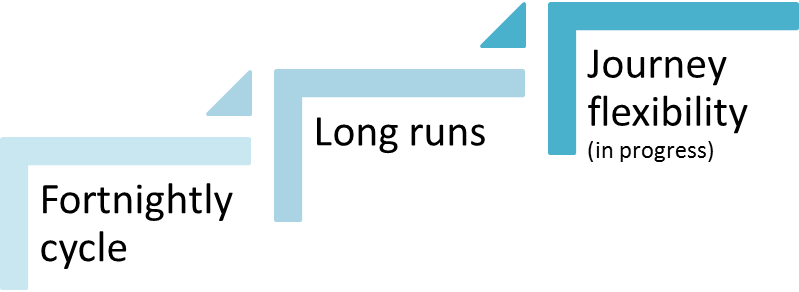 Fortnightly
cycle
Long runs
Journey
flexibility
(in progress)